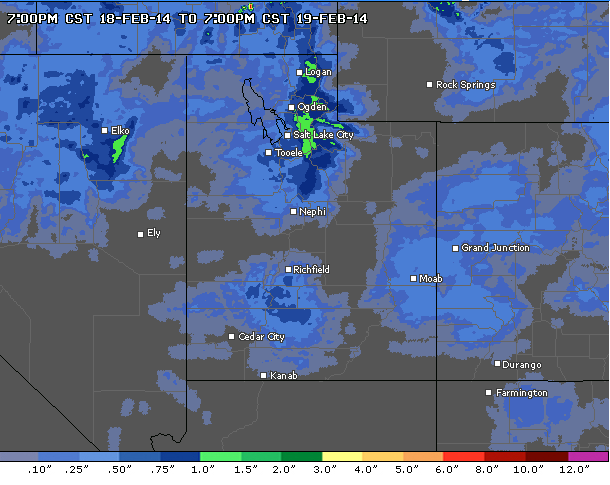 7:00PM CST 18-FEB-14 TO 7:00PM CST 19-FEB-14
Logan
Rock Springs
Ogden
Elko
Salt Lake City
Tooele
Nephi
Ely
Grand Junction
Richfield
Moab
Cedar City
Durango
Kanab
Farmington
.10" .25" .50" .75" 1.0" 1.5" 2.0" 3.0" 4.0" 5.0" 6.0" 8.0" 10.0" 12.0"